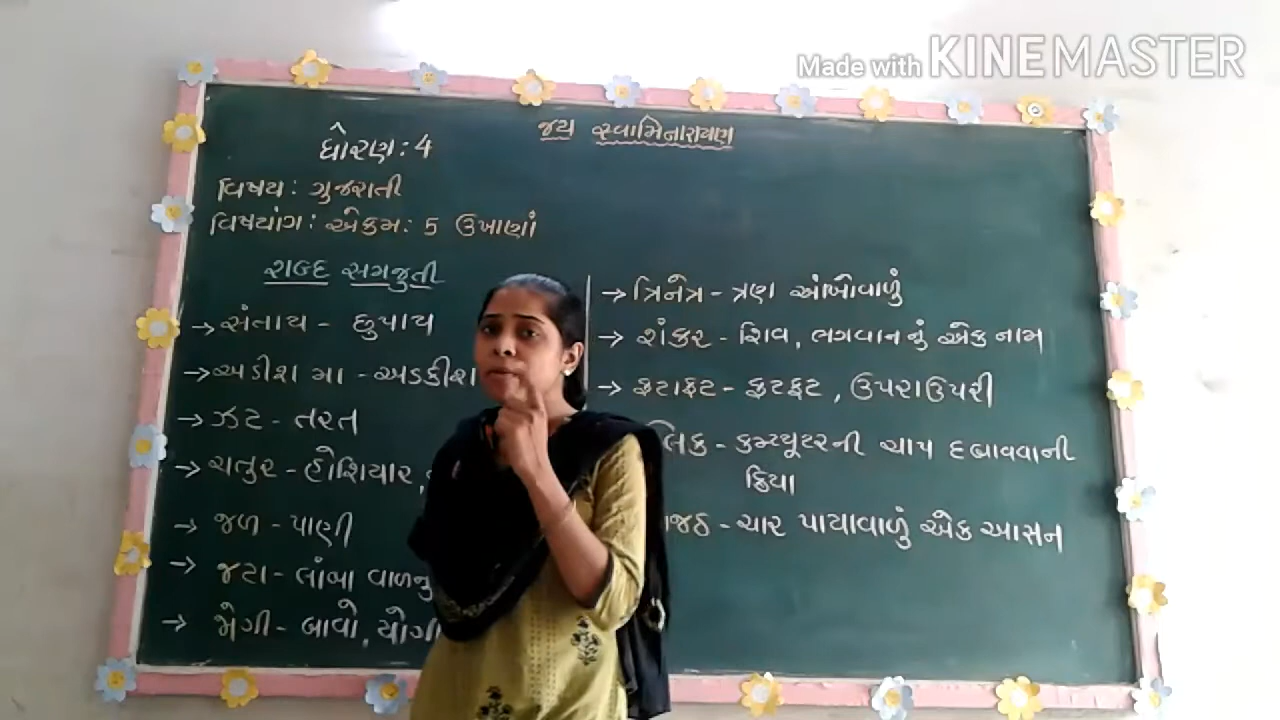 Made with KINEMASTER
જય સ્વામિનારાયણ
ધોરણ : 4
વિષય : ગુજરાતી
વિષયાંગ : એકમ : 5 ઉખાણાં
શબ્દ સમજુતી
→ સંતાય - છુપાય
→ અડીશ મા - અડકીશ
→ ઝટ - તરત
→ ચતુર - હોશિયાર,
→ જળ - પાણી
→ જટા - લાંબા વાળનુ
→ જોગી - બાવો, યોગી
→ ત્રિનેત્ર - ત્રણ આંખોવાળું
→ શંકર - શિવ, ભગવાનનું એક નામ
→ ફટાફટ - ફટફટ, ઉપરાઉપરી
લિક - કમ્પ્યૂટરની ચાપ દબાવવાની
ક્રિયા
જઠ - ચાર પાયાવાળું એક આસન